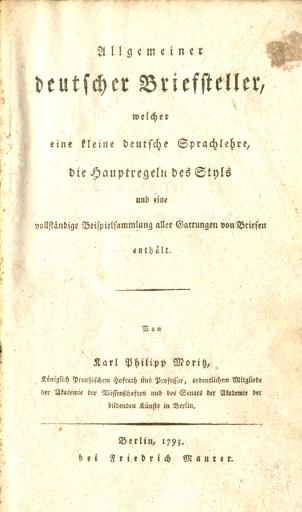 Allgemeiner
deutscher Briefsteller,
welcher
eine kleine deutsche Sprachlehre,
die Hauptregeln des Styls
und eine
vollständige Beispielsammlung aller Gattungen von Briefen
enthält.
Von
Karl Philipp Moritz,
Königlich Preußischem Hofrath und Professor, ordentlichem Mitgliede
der Akademie der Wissenschaften und des Senats der Akademie der
bildenden Künste in Berlin.
Berlin, 1793.
bei Friedrich Maurer.